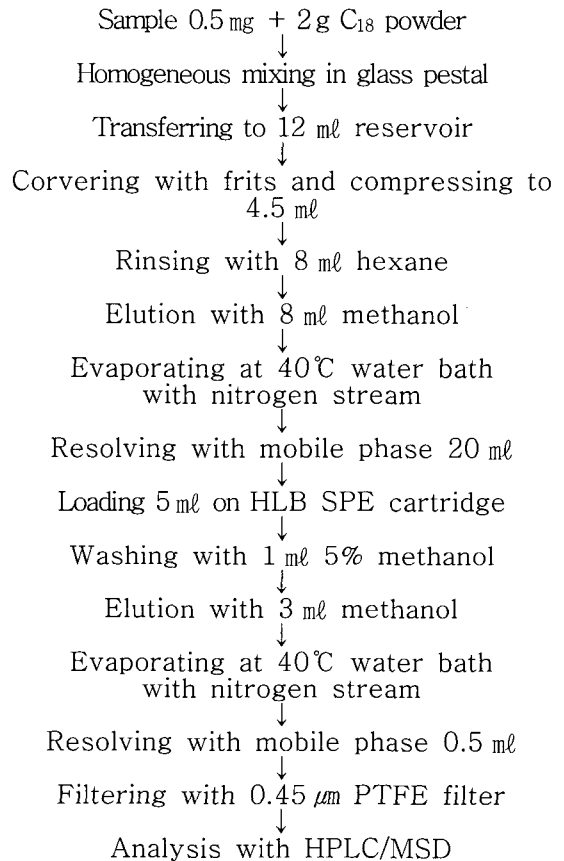 Sample 0.5 mg + 2g C₁₈ powder
↓
Homogeneous mixing in glass pestal
↓
Transferring to 12 ㎖ reservoir
↓
Corvering with frits and compressing to
4.5 ㎖
↓
Rinsing with 8 ㎖ hexane
↓
Elution with 8 ㎖ methanol
↓
Evaporating at 40℃ water bath
with nitrogen stream
↓
Resolving with mobile phase 20 ㎖
↓
Loading 5 ㎖ on HLB SPE cartridge
↓
Washing with 1 ㎖ 5% methanol
↓
Elution with 3 ㎖ methanol
↓
Evaporating at 40℃ water bath
with nitrogen stream
↓
Resolving with mobile phase 0.5 ㎖
↓
Filtering with 0.45 ㎛ PTFE filter
↓
Analysis with HPLC/MSD